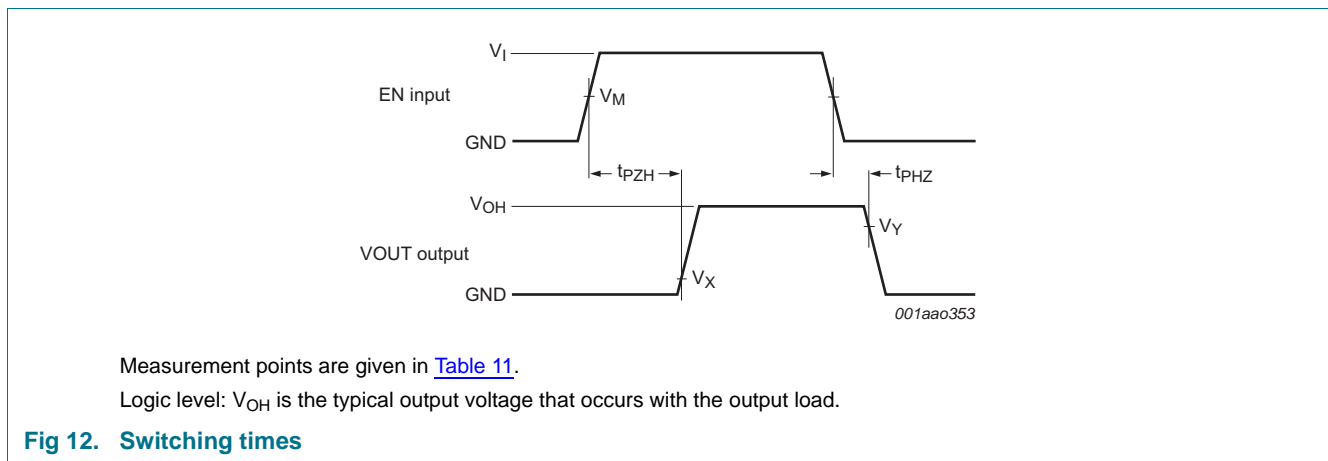 V_I
EN input
V_M
GND
t_PZH
t_PHZ
V_OH
V_Y
VOUT output
V_X
GND
001aao353
Measurement points are given in Table 11.
Logic level: V_OH is the typical output voltage that occurs with the output load.
Fig 12. Switching times